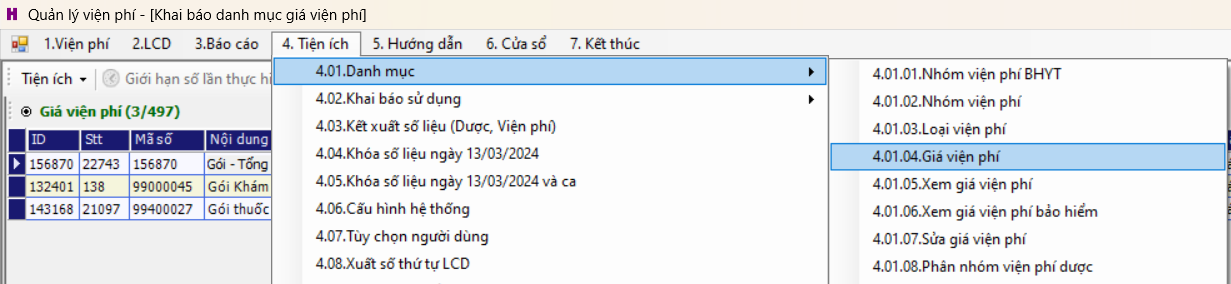 Quản lý viện phí - [Khai báo danh mục giá viện phí]
1.Viện phí 2.LCD 3.Báo cáo 4. Tiện ích 5. Hướng dẫn 6. Cửa sổ 7. Kết thúc
Tiện ích Giới hạn số lần thực hi
Giá viện phí (3/497)
ID Stt Mã số Nội dung
156870 22743 156870 Gói - Tổng
132401 138 99000045 Gói Khám
143168 21097 99400027 Gói thuốc
4.01.Danh mục
4.02.Khai báo sử dụng
4.03.Kết xuất số liệu (Dược, Viện phí)
4.04.Khóa số liệu ngày 13/03/2024
4.05.Khóa số liệu ngày 13/03/2024 và ca
4.06.Cấu hình hệ thống
4.07.Tùy chọn người dùng
4.08.Xuất số thứ tự LCD
4.01.01.Nhóm viện phí BHYT
4.01.02.Nhóm viện phí
4.01.03.Loại viện phí
4.01.04.Giá viện phí
4.01.05.Xem giá viện phí
4.01.06.Xem giá viện phí bảo hiểm
4.01.07.Sửa giá viện phí
4.01.08.Phân nhóm viện phí dược